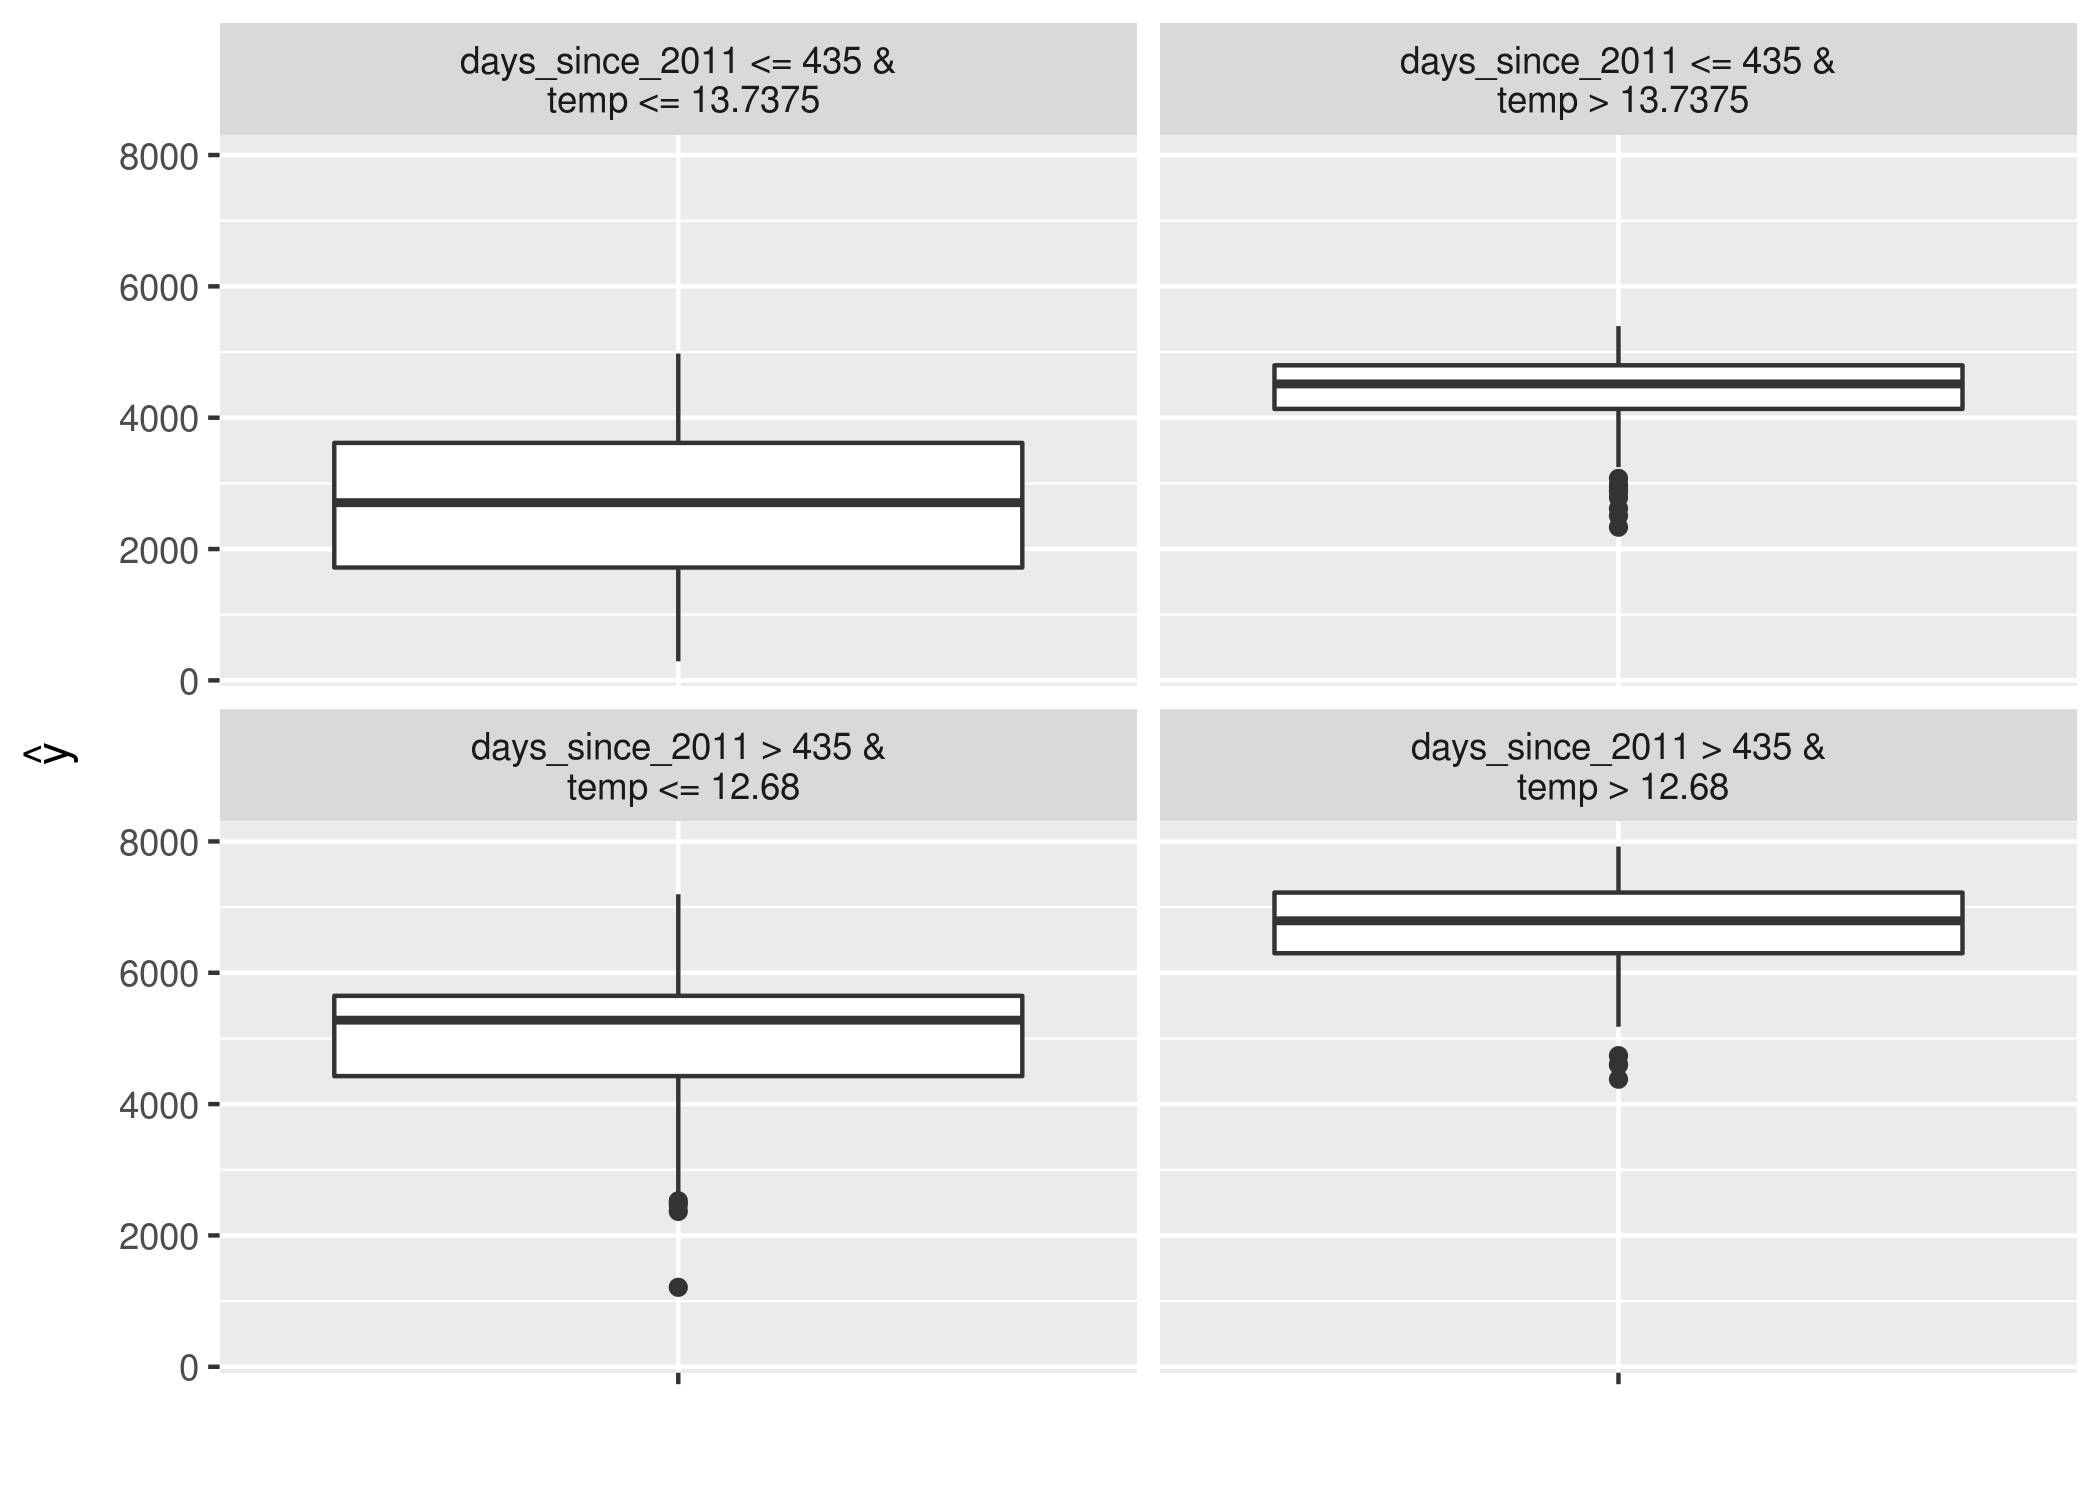 days_since_2011 <= 435 &
temp <= 13.7375
days_since_2011 <= 435 &
temp > 13.7375
8000
6000
4000
2000
0
ŷ
days_since_2011 > 435 &
temp <= 12.68
days_since_2011 > 435 &
temp > 12.68
8000
6000
4000
2000
0